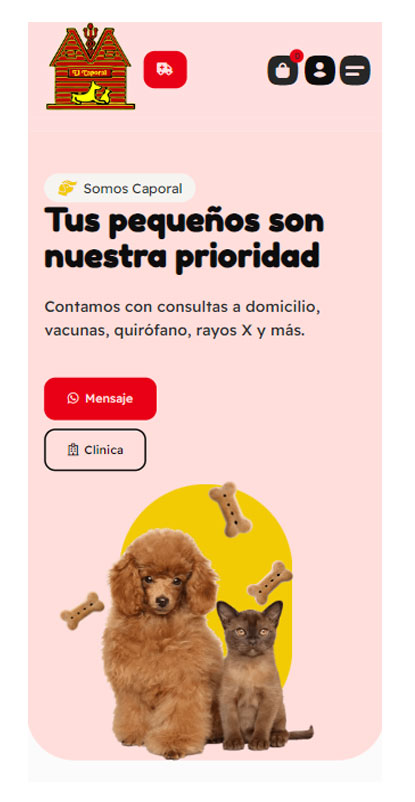 El Caporal
0
Somos Caporal
Tus pequeños son
nuestra prioridad
Contamos con consultas a domicilio,
vacunas, quirófano, rayos X y más.
Mensaje
Clinica